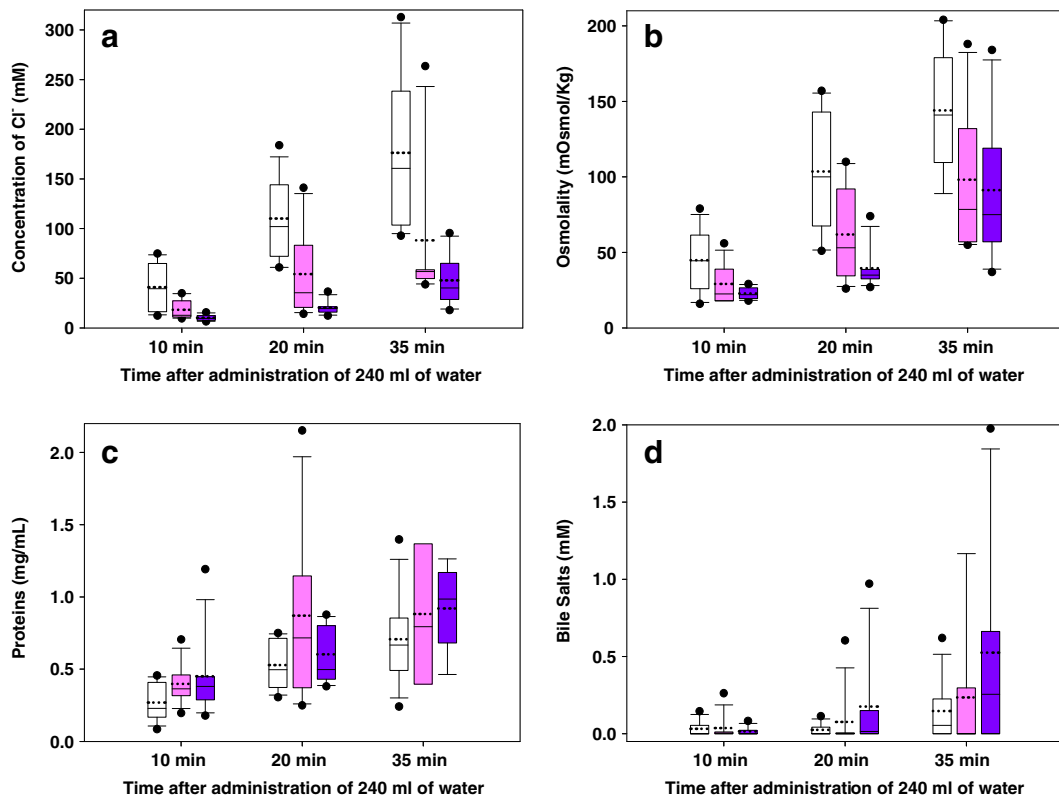 a
Concentration of Cl⁻ (mM)
300
250
200
150
100
50
0
10 min 20 min 35 min
Time after administration of 240 ml of water
b
Osmolality (mOsmol/Kg)
200
150
100
50
0
10 min 20 min 35 min
Time after administration of 240 ml of water
c
Proteins (mg/mL)
2.0
1.5
1.0
0.5
0.0
10 min 20 min 35 min
Time after administration of 240 ml of water
d
Bile Salts (mM)
2.0
1.5
1.0
0.5
0.0
10 min 20 min 35 min
Time after administration of 240 ml of water